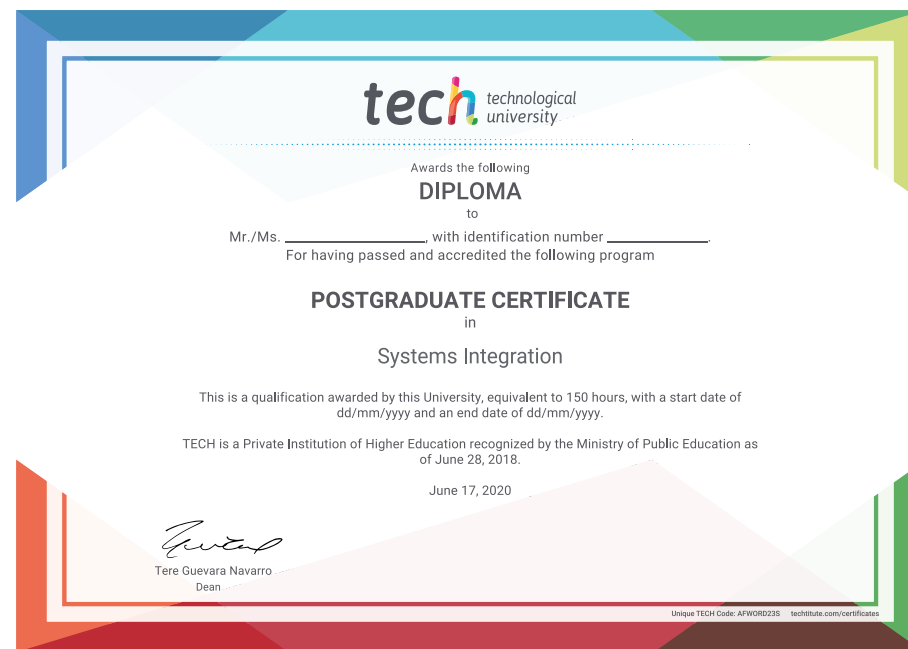 tech technological
university
Awards the following
DIPLOMA
to
Mr./Ms. ____________________, with identification number ______________.
For having passed and accredited the following program
POSTGRADUATE CERTIFICATE
in
Systems Integration
This is a qualification awarded by this University, equivalent to 150 hours, with a start date of
dd/mm/yyyy and an end date of dd/mm/yyyy.
TECH is a Private Institution of Higher Education recognized by the Ministry of Public Education as
of June 28, 2018.
June 17, 2020
Tere Guevara Navarro
Dean
Unique TECH Code: AFWORD23S techtitute.com/certificates